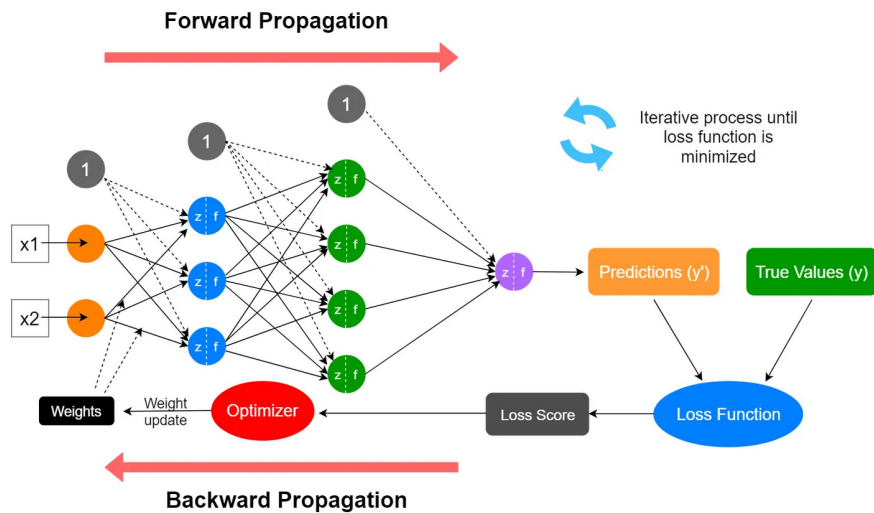 Forward Propagation
1
1
1
Iterative process until
loss function is
minimized
x1
x2
z f
z f
z f
z f
z f
z f
z f
z f
Predictions (y')
True Values (y)
Weights
Weight
update
Optimizer
Loss Score
Loss Function
Backward Propagation